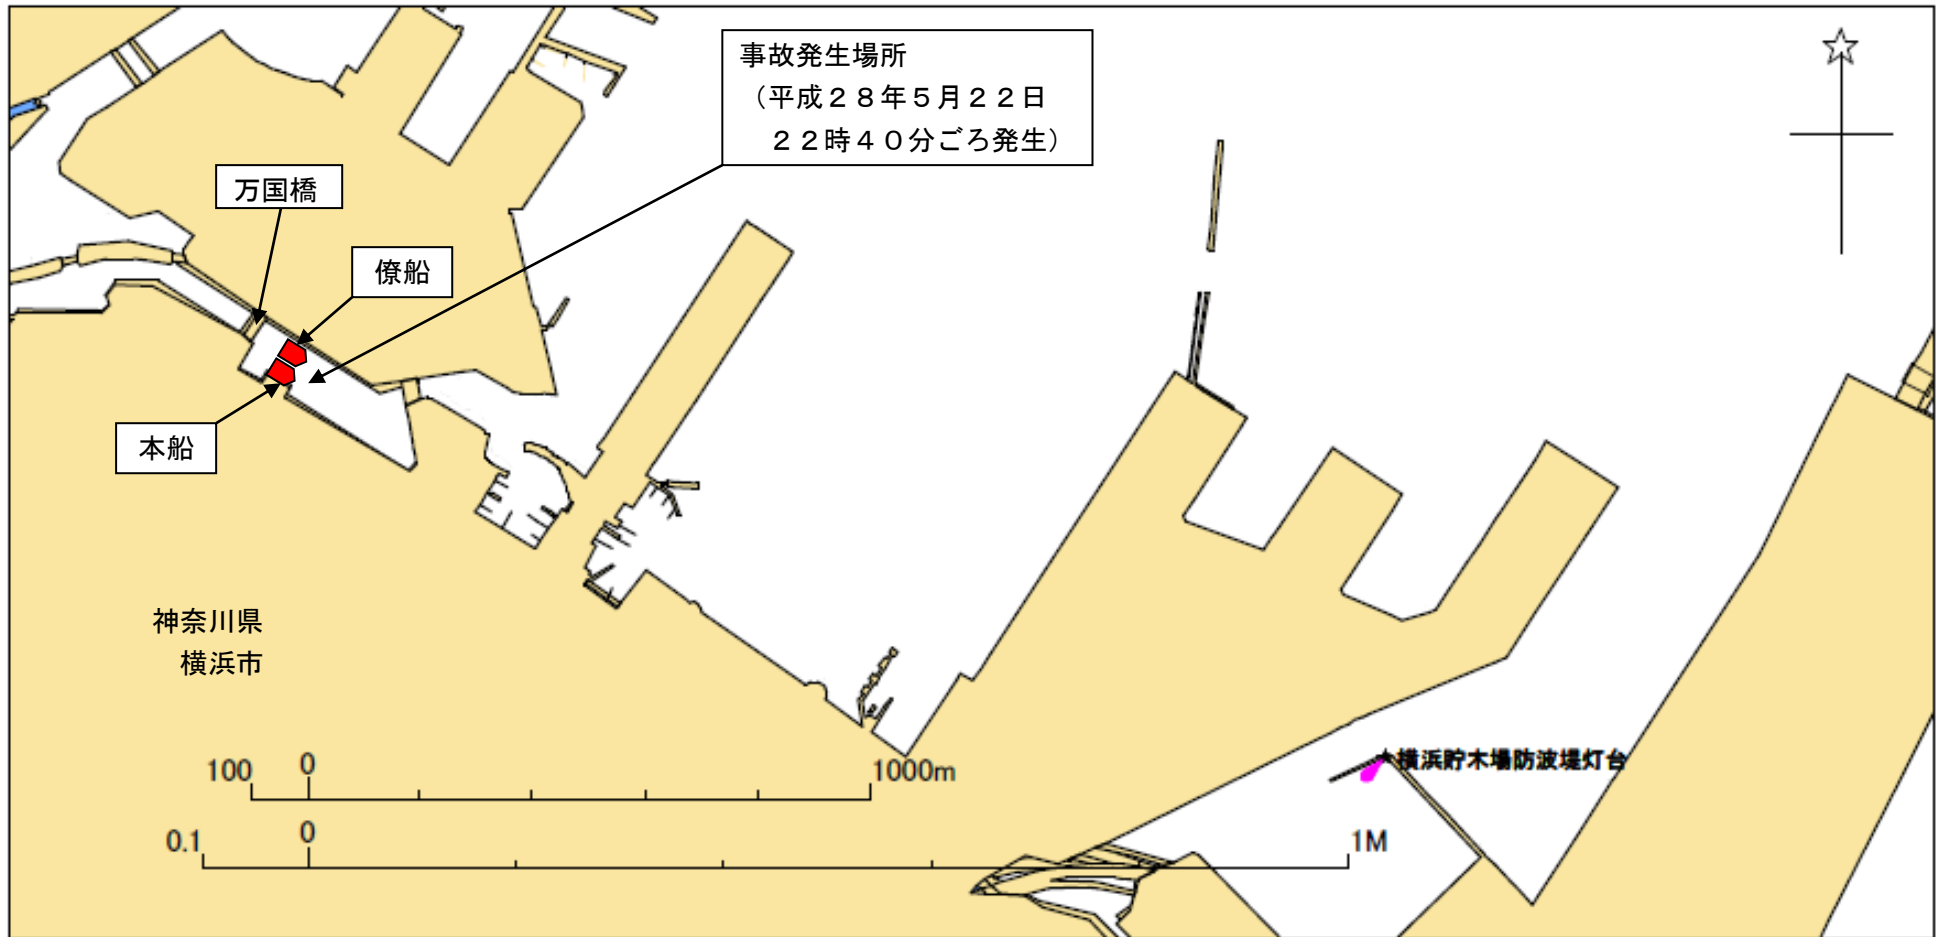 事故発生場所
（平成２８年５月２２日
２２時４０分ごろ発生）
万国橋
僚船
本船
神奈川県
横浜市
100 0 1000m
横浜貯木場防波堤灯台
0.1 0 1M